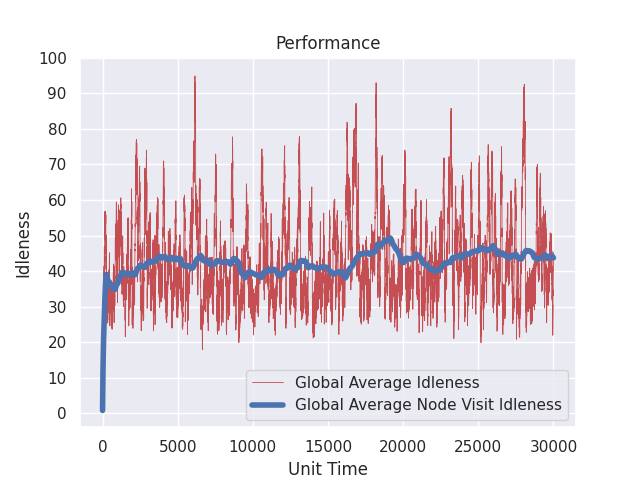 Performance
100
90
80
70
60
50
40
30
20
10
0
Idleness
Global Average Idleness
Global Average Node Visit Idleness
0 5000 10000 15000 20000 25000 30000
Unit Time